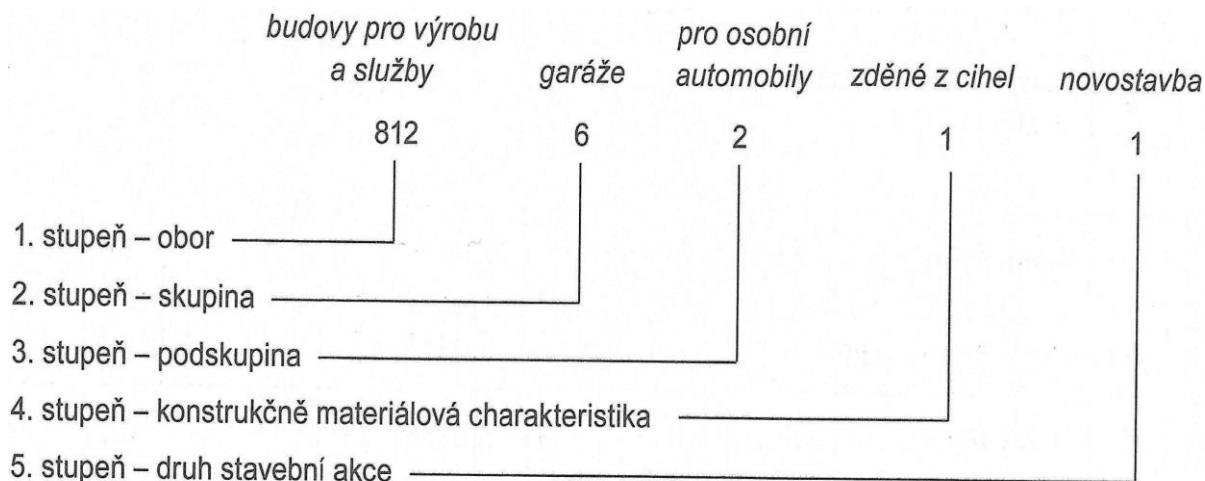 budovy pro výrobu
a služby
garáže
pro osobní
automobily
zděné z cihel
novostavba
812 6 2 1 1
1. stupeň – obor
2. stupeň – skupina
3. stupeň – podskupina
4. stupeň – konstrukčně materiálová charakteristika
5. stupeň – druh stavební akce